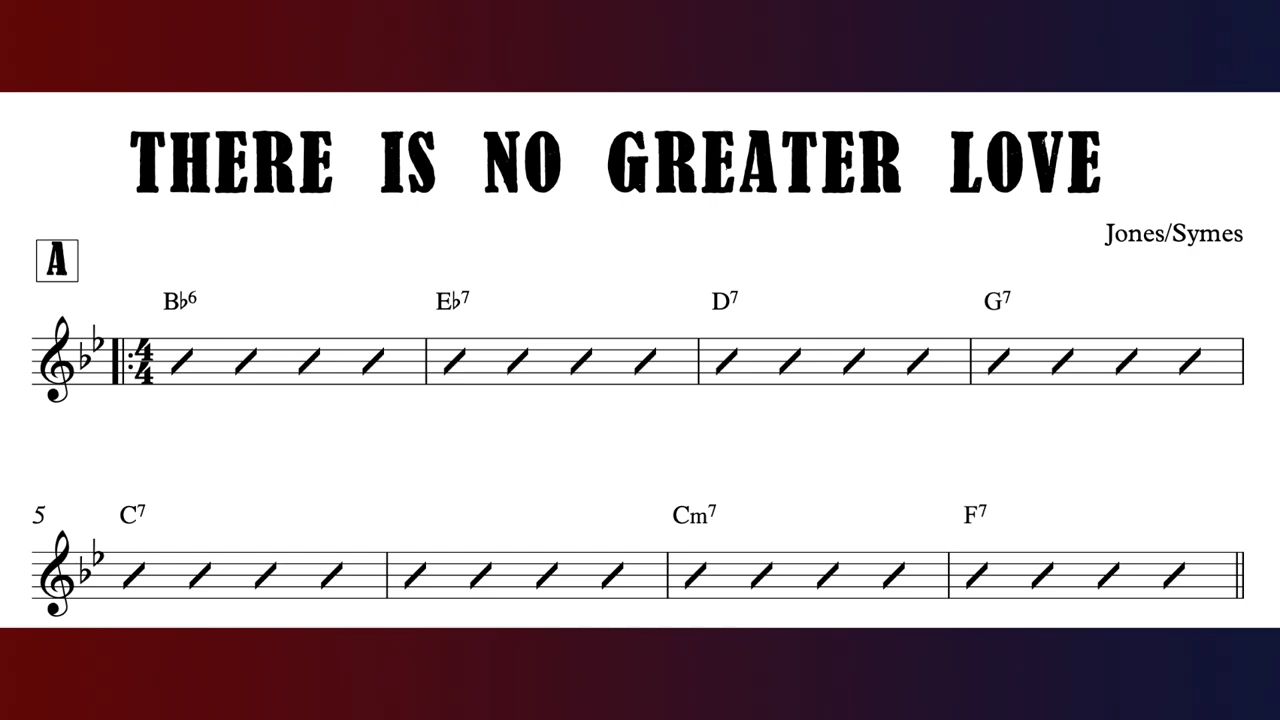 THERE IS NO GREATER LOVE
Jones/Symes
A
B♭6 E♭7 D7 G7
4/4
5
C7 Cm7 F7